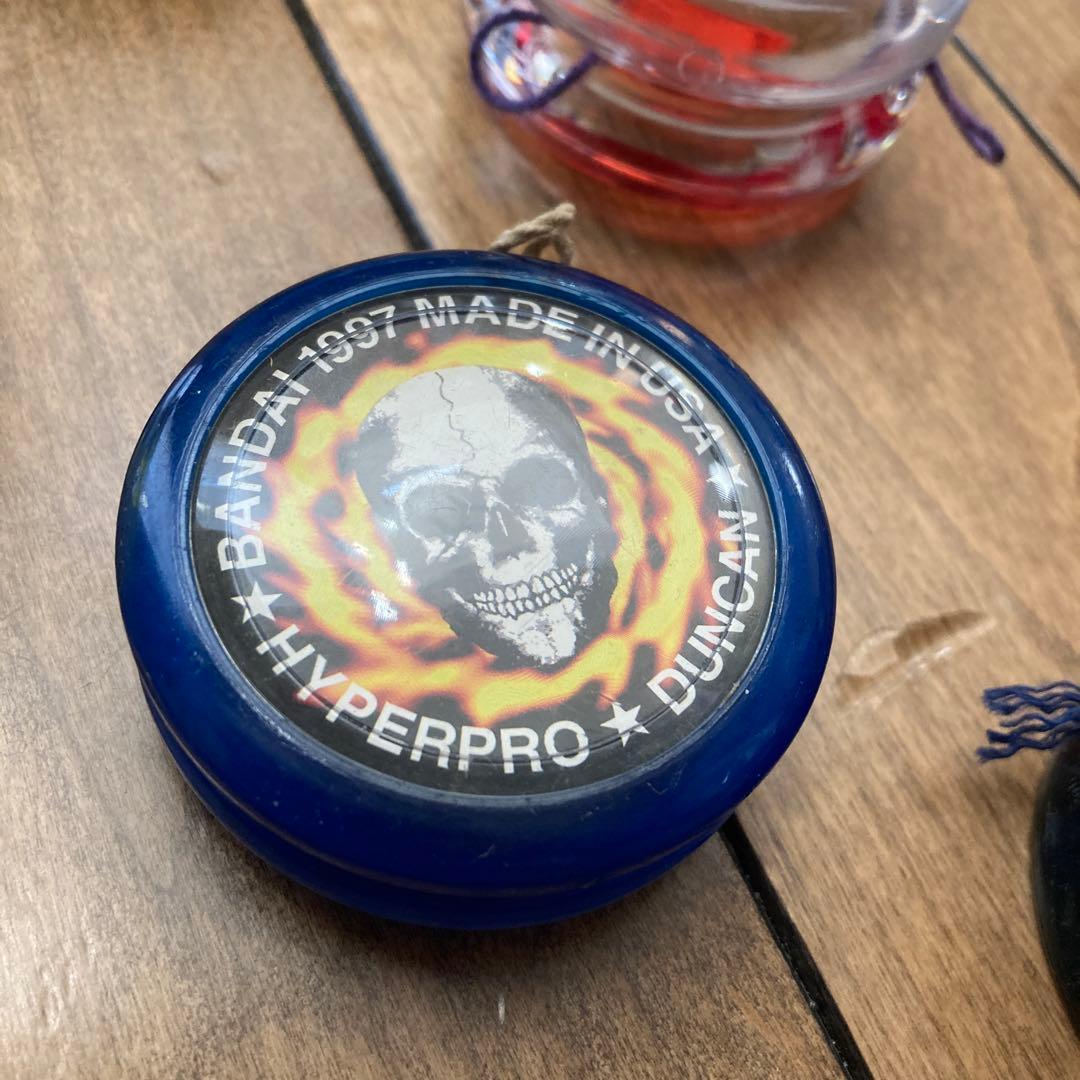 ★ BANDAI 1997 MADE IN USA ★
HYPERPRO ★ DUNCAN